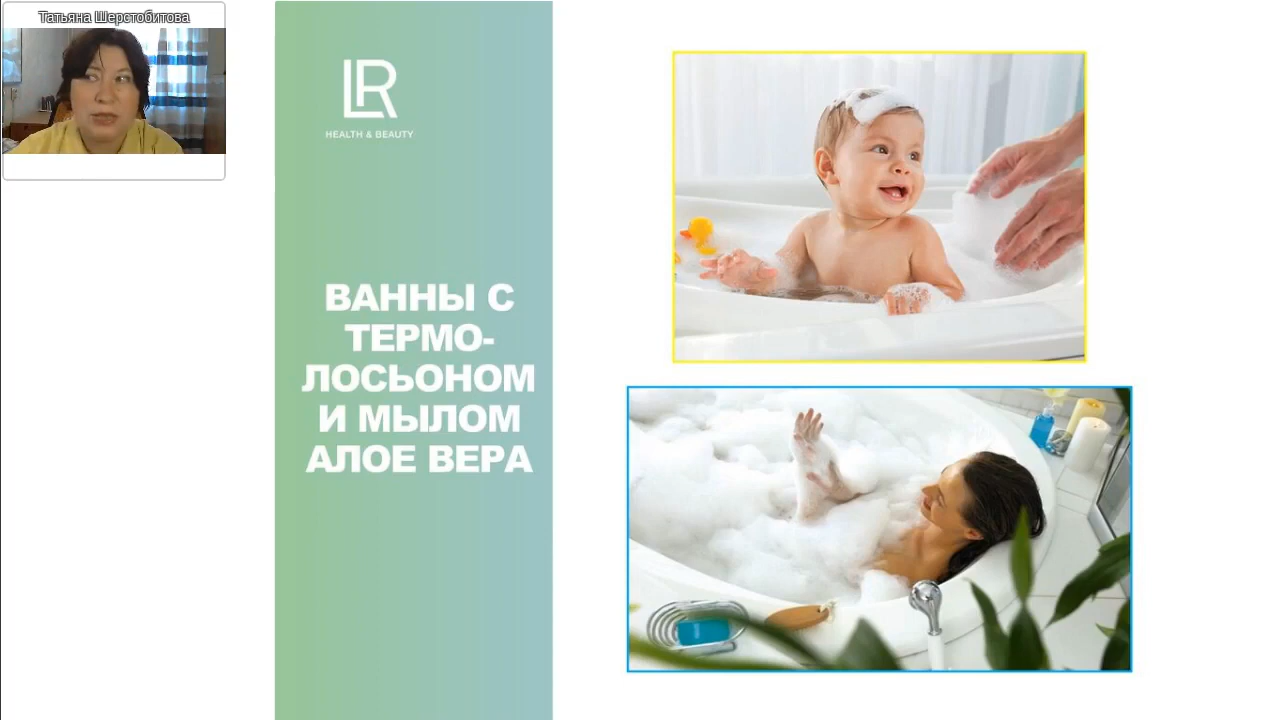 Татьяна Шерстобитова
LR
HEALTH & BEAUTY
ВАННЫ С
ТЕРМО-
ЛОСЬОНОМ
И МЫЛОМ
АЛОЕ ВЕРА